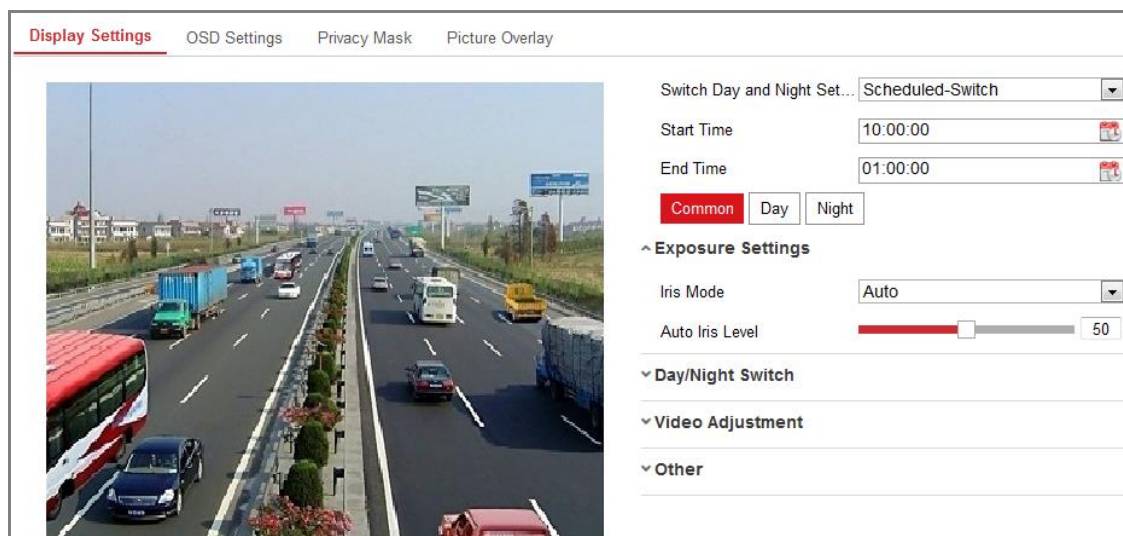 Display Settings OSD Settings Privacy Mask Picture Overlay
Switch Day and Night Set... Scheduled-Switch
Start Time 10:00:00
End Time 01:00:00
Common Day Night
Exposure Settings
Iris Mode Auto
Auto Iris Level 50
Day/Night Switch
Video Adjustment
Other